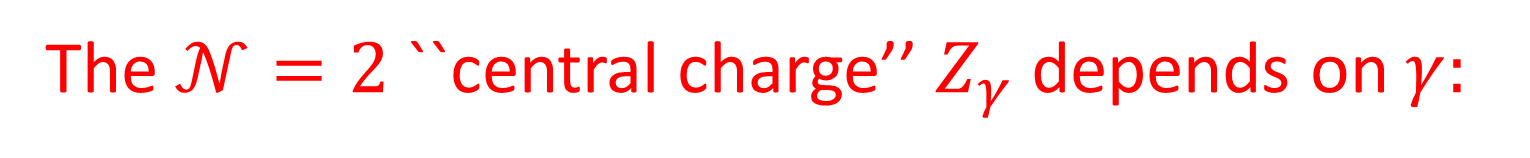 The 𝒩 = 2 ``central charge’’ Z_γ depends on γ: